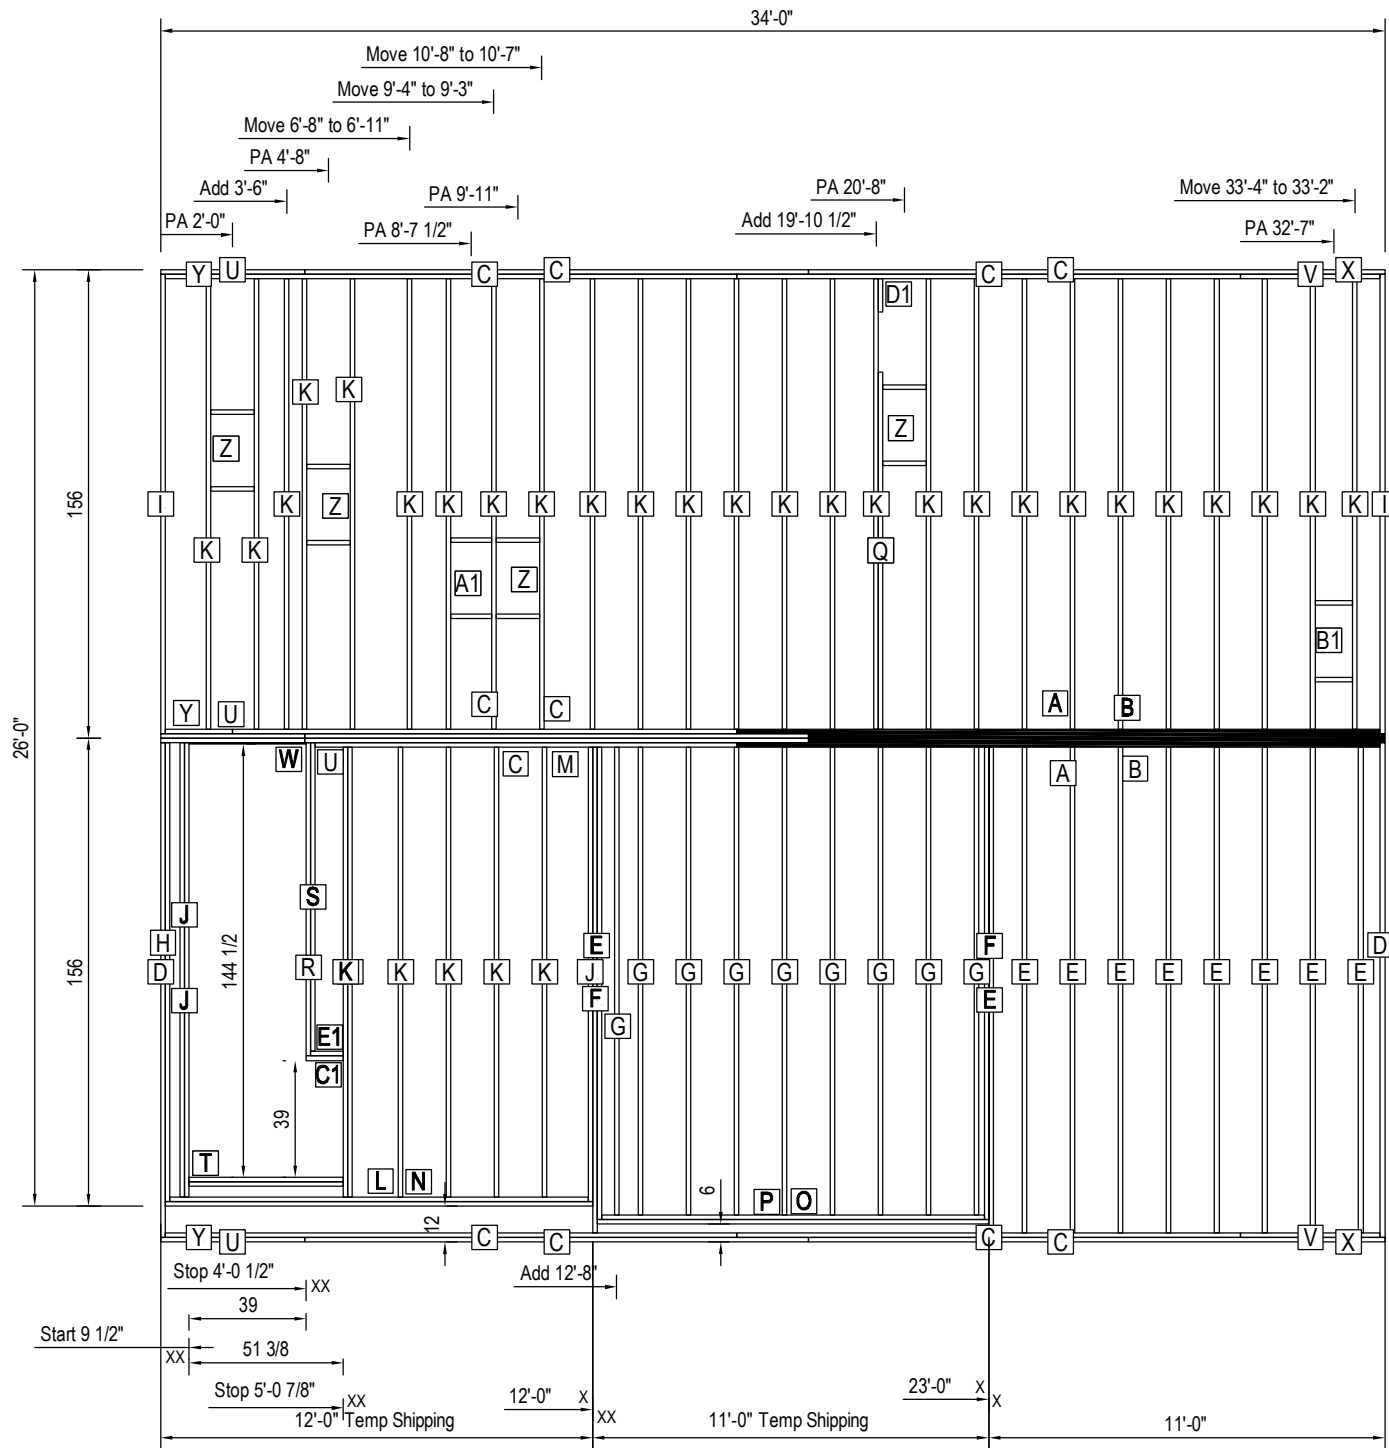 34'-0"
Move 10'-8" to 10'-7"
Move 9'-4" to 9'-3"
Move 6'-8" to 6'-11"
PA 4'-8"
Add 3'-6"
PA 9'-11"
PA 20'-8"
Move 33'-4" to 33'-2"
PA 2'-0"
PA 8'-7 1/2"
Add 19'-10 1/2"
PA 32'-7"
Y U C C C C V X
D1
K K
Z Z
I K Z K K K K K K K K K K K K K K K K K K K K K I
156
K K Q
A1 Z
B1
C C A B
Y U
26'-0"
W U C M A B
S
J
H E F D
D R K K K K K J G G G G G G G G E E E E E E E E
144 1/2
156
J F E
G
E1
C1
39
T
L N
P O
6
12
Y U C C C C V X
Stop 4'-0 1/2" XX
Add 12'-8"
39
Start 9 1/2"
XX
51 3/8
Stop 5'-0 7/8" XX
12'-0" X
XX
23'-0" X
X
12'-0" Temp Shipping
11'-0" Temp Shipping
11'-0"